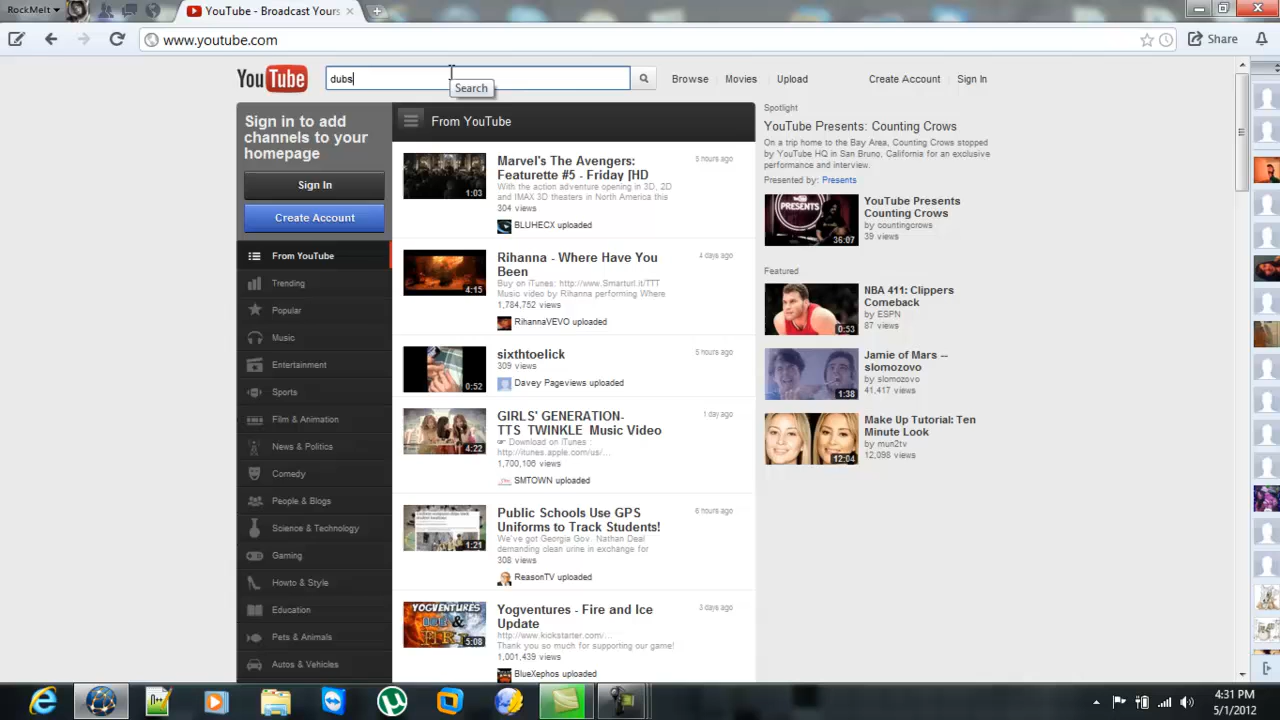 RockMelt
YouTube - Broadcast Yours
www.youtube.com
Share
You Tube
dubs
Search
Browse
Movies
Upload
Create Account
Sign In
Sign in to add
channels to your
homepage
Sign In
Create Account
From YouTube
Trending
Popular
Music
Entertainment
Sports
Film & Animation
News & Politics
Comedy
People & Blogs
Science & Technology
Gaming
Howto & Style
Education
Pets & Animals
Autos & Vehicles
From YouTube
Marvel's The Avengers:
Featurette #5 - Friday [HD
5 hours ago
With the action adventure opening in 3D, 2D
and IMAX 3D theaters in North America this
304 views
BLUHECX uploaded
1:03
Rihanna - Where Have You
Been
4 days ago
Buy on iTunes: http://www.Smarturl.it/TTT
Music video by Rihanna performing Where
1,784,752 views
RihannaVEVO uploaded
4:15
sixthtoelick
5 hours ago
309 views
Davey Pageviews uploaded
0:52
GIRLS' GENERATION-
TTS_TWINKLE_Music Video
1 day ago
☞ Download on iTunes :
http://itunes.apple.com/us/...
1,700,106 views
SMTOWN uploaded
4:22
Public Schools Use GPS
Uniforms to Track Students!
6 hours ago
We've got Georgia Gov. Nathan Deal
demanding clean urine in exchange for
308 views
ReasonTV uploaded
1:21
Yogventures - Fire and Ice
Update
3 days ago
http://www.kickstarter.com/...
Thank you so much for supporting our game!
1,001,439 views
BlueXephos uploaded
YOGVENTURES
5:08
Spotlight
YouTube Presents: Counting Crows
On a trip home to the Bay Area, Counting Crows stopped
by YouTube HQ in San Bruno, California for an exclusive
performance and interview.
Presented by: Presents
PRESENTS
36:07
YouTube Presents
Counting Crows
by countingcrows
39 views
Featured
NBA 411: Clippers
Comeback
by ESPN
87 views
0:53
Jamie of Mars --
slomozovo
by slomozovo
41,417 views
1:38
Make Up Tutorial: Ten
Minute Look
by mun2tv
12,098 views
12:04
4:31 PM
5/1/2012